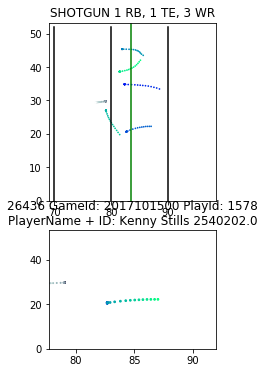 SHOTGUN 1 RB, 1 TE, 3 WR
50
40
30
20
10
0
70 80 90
26436 GameId: 2017101500 PlayId: 1578
PlayerName + ID: Kenny Stills 2540202.0
40
20
0
80 85 90